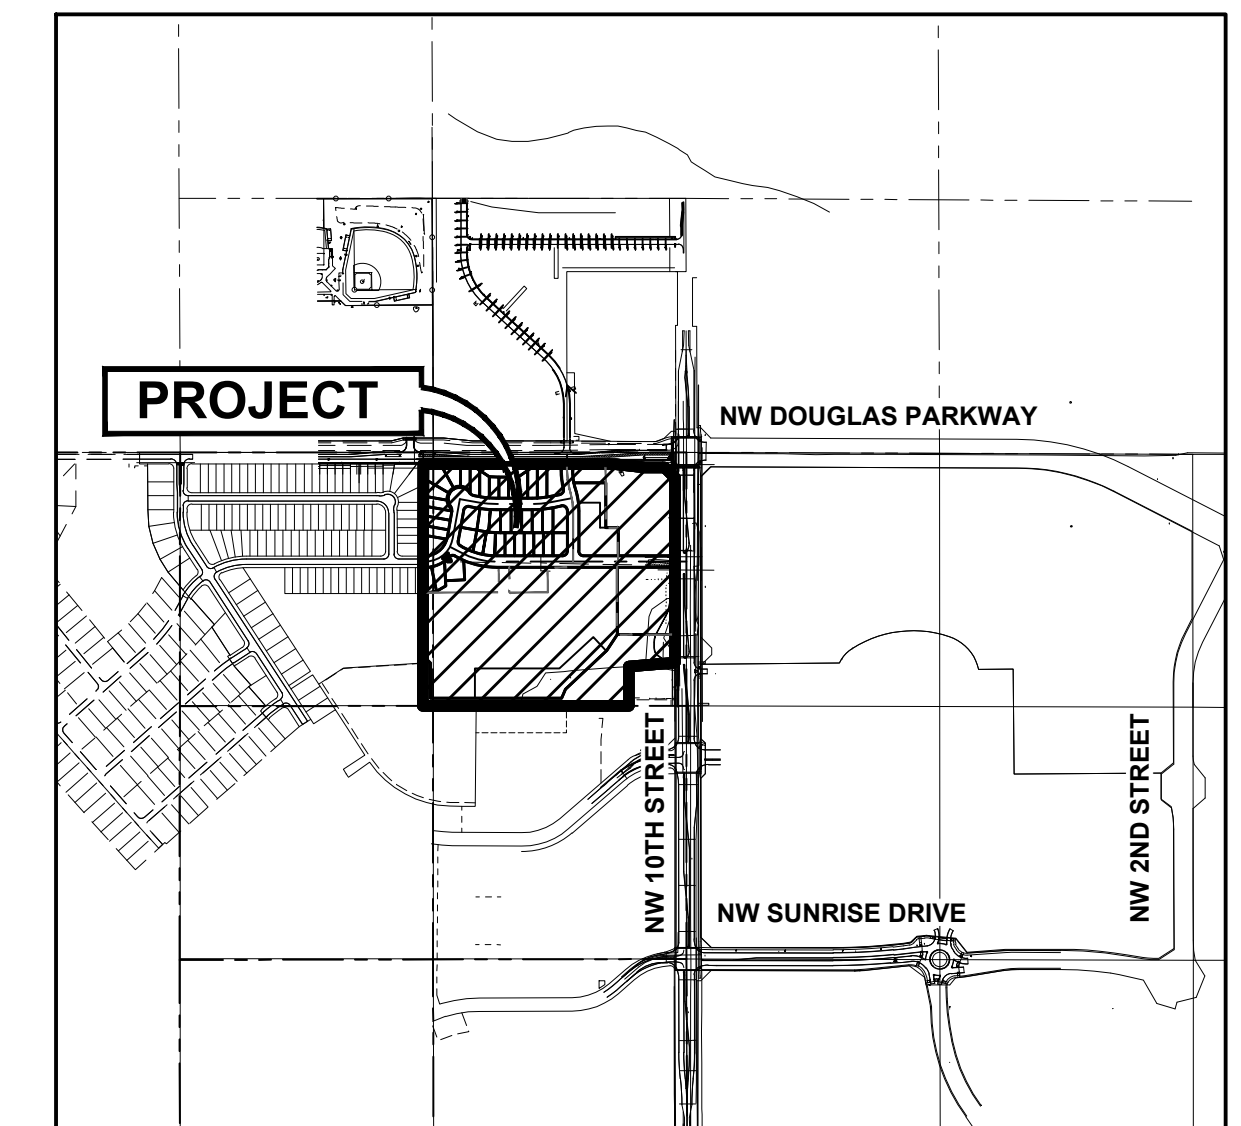 PROJECT
NW DOUGLAS PARKWAY
NW 10TH STREET
NW 2ND STREET
NW SUNRISE DRIVE